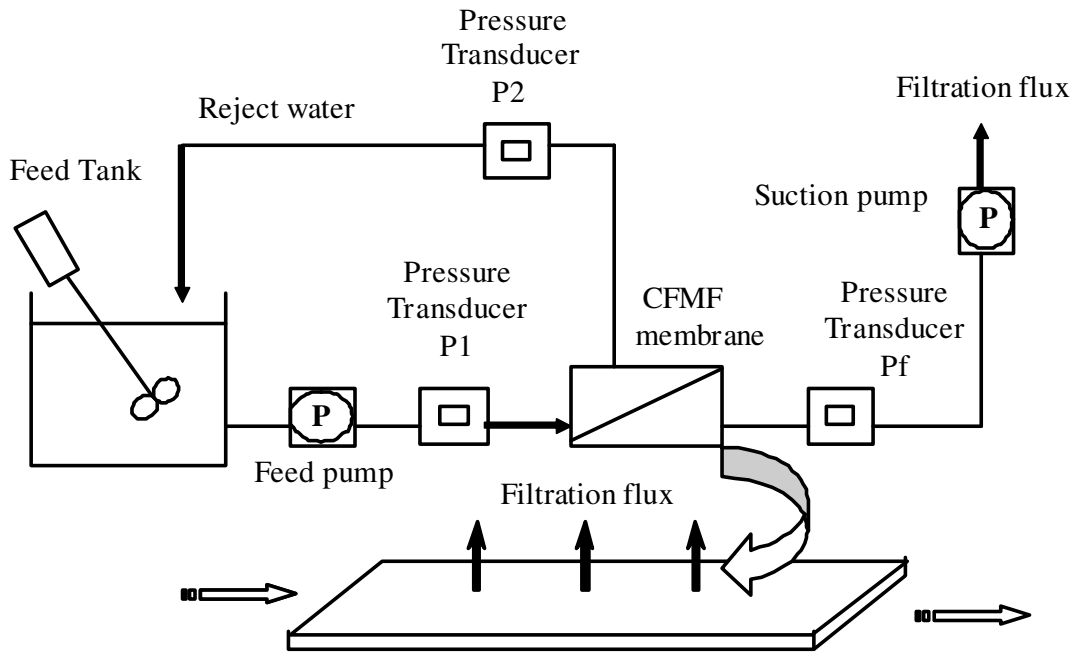 Pressure
Transducer
P2
Filtration flux
Reject water
Feed Tank
Suction pump
P
Pressure
Transducer
P1
CFMF
membrane
Pressure
Transducer
Pf
P
Feed pump
Filtration flux